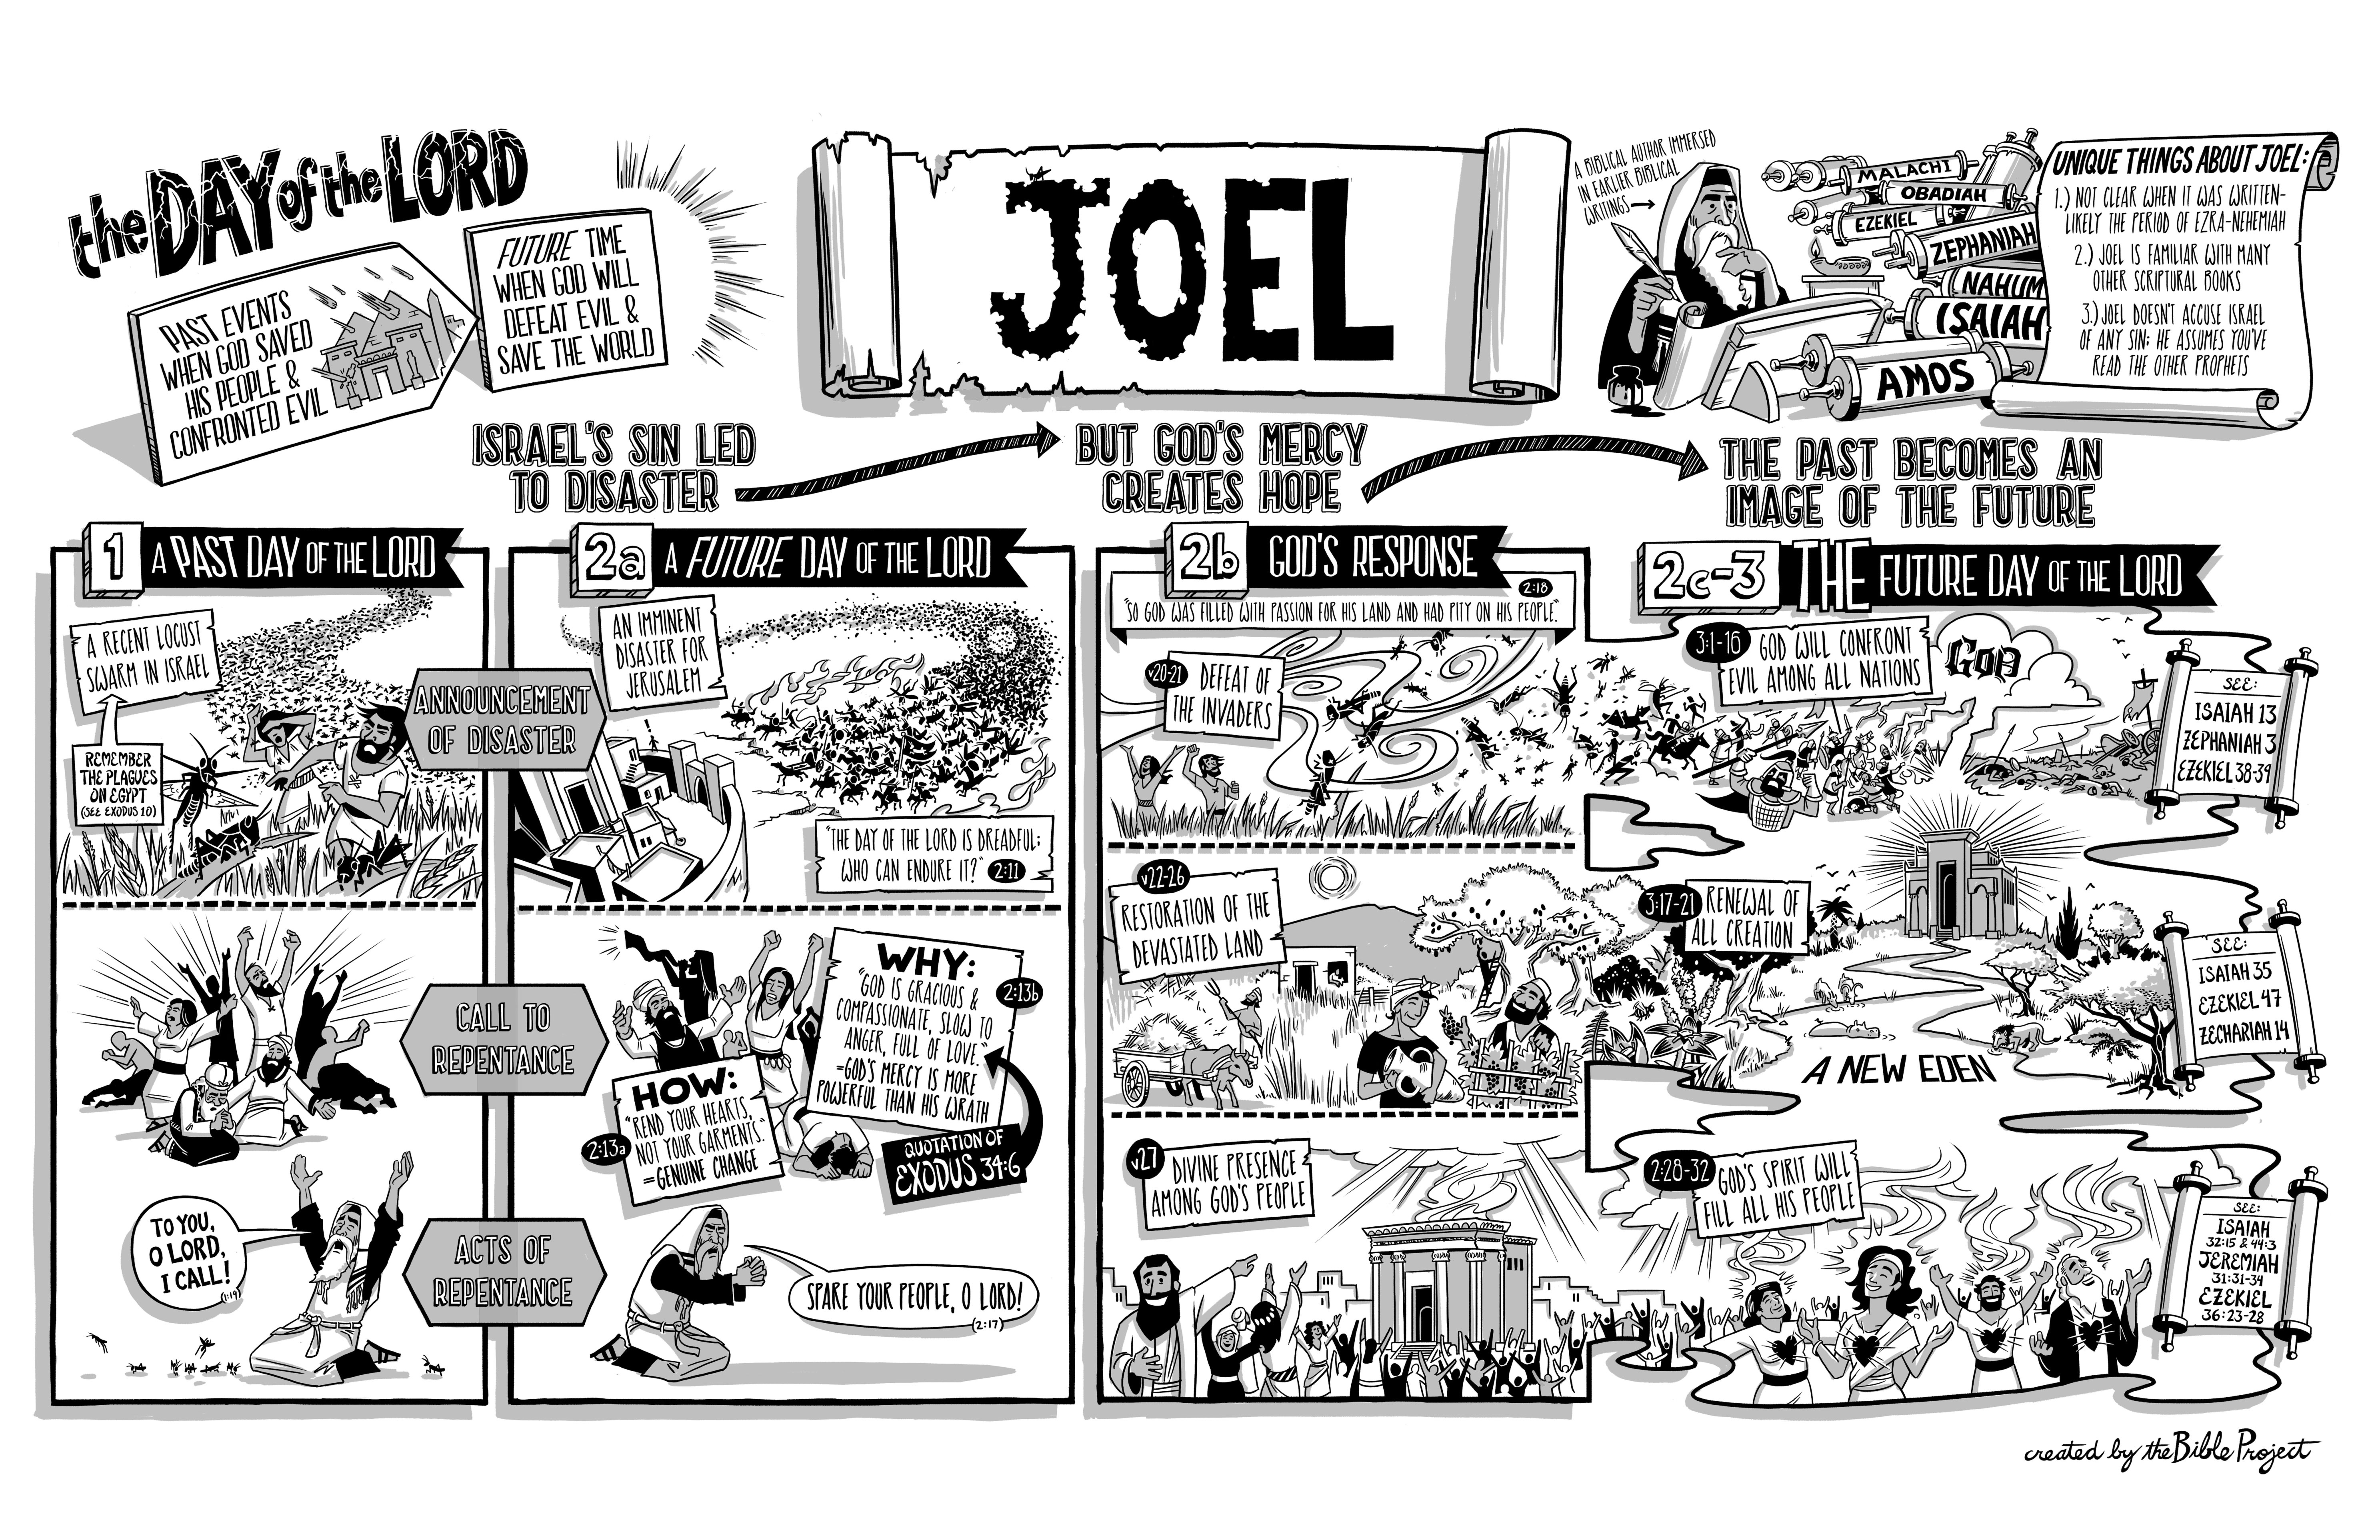 the DAY of the LORD
PAST EVENTS
WHEN GOD SAVED
HIS PEOPLE &
CONFRONTED EVIL
FUTURE TIME
WHEN GOD WILL
DEFEAT EVIL &
SAVE THE WORLD
JOEL
A BIBLICAL AUTHOR IMMERSED
IN EARLIER BIBLICAL
WRITINGS
MALACHI
OBADIAH
EZEKIEL
ZEPHANIAH
NAHUM
ISAIAH
AMOS
UNIQUE THINGS ABOUT JOEL:
1.) NOT CLEAR WHEN IT WAS WRITTEN-
LIKELY THE PERIOD OF EZRA-NEHEMIAH
2.) JOEL IS FAMILIAR WITH MANY
OTHER SCRIPTURAL BOOKS
3.) JOEL DOESN'T ACCUSE ISRAEL
OF ANY SIN; HE ASSUMES YOU'VE
READ THE OTHER PROPHETS
ISRAEL'S SIN LED
TO DISASTER
BUT GOD'S MERCY
CREATES HOPE
THE PAST BECOMES AN
IMAGE OF THE FUTURE
1 A PAST DAY OF THE LORD
A RECENT LOCUST
SWARM IN ISRAEL
REMEMBER
THE PLAGUES
ON EGYPT
(SEE EXODUS 10)
ANNOUNCEMENT
OF DISASTER
CALL TO
REPENTANCE
TO YOU,
O LORD,
I CALL!
(1:19)
ACTS OF
REPENTANCE
2a A FUTURE DAY OF THE LORD
AN IMMINENT
DISASTER FOR
JERUSALEM
"THE DAY OF THE LORD IS DREADFUL;
WHO CAN ENDURE IT?" 2:11
HOW:
"REND YOUR HEARTS,
NOT YOUR GARMENTS."
=GENUINE CHANGE
2:13a
WHY:
"GOD IS GRACIOUS &
COMPASSIONATE, SLOW TO
ANGER, FULL OF LOVE."
=GOD'S MERCY IS MORE
POWERFUL THAN HIS WRATH
2:13b
QUOTATION OF
EXODUS 34:6
SPARE YOUR PEOPLE, O LORD!
(2:17)
2b GOD'S RESPONSE
2:18
"SO GOD WAS FILLED WITH PASSION FOR HIS LAND AND HAD PITY ON HIS PEOPLE."
v20-21 DEFEAT OF
THE INVADERS
v22-26
RESTORATION OF THE
DEVASTATED LAND
v27 DIVINE PRESENCE
AMONG GOD'S PEOPLE
2c-3 THE FUTURE DAY OF THE LORD
3:1-16 GOD WILL CONFRONT
EVIL AMONG ALL NATIONS
GOD
SEE:
ISAIAH 13
ZEPHANIAH 3
EZEKIEL 38-39
3:17-21 RENEWAL OF
ALL CREATION
A NEW EDEN
SEE:
ISAIAH 35
EZEKIEL 47
ZECHARIAH 14
2:28-32 GOD'S SPIRIT WILL
FILL ALL HIS PEOPLE
SEE:
ISAIAH
32:15 & 44:3
JEREMIAH
31:31-34
EZEKIEL
36:23-28
created by the Bible Project